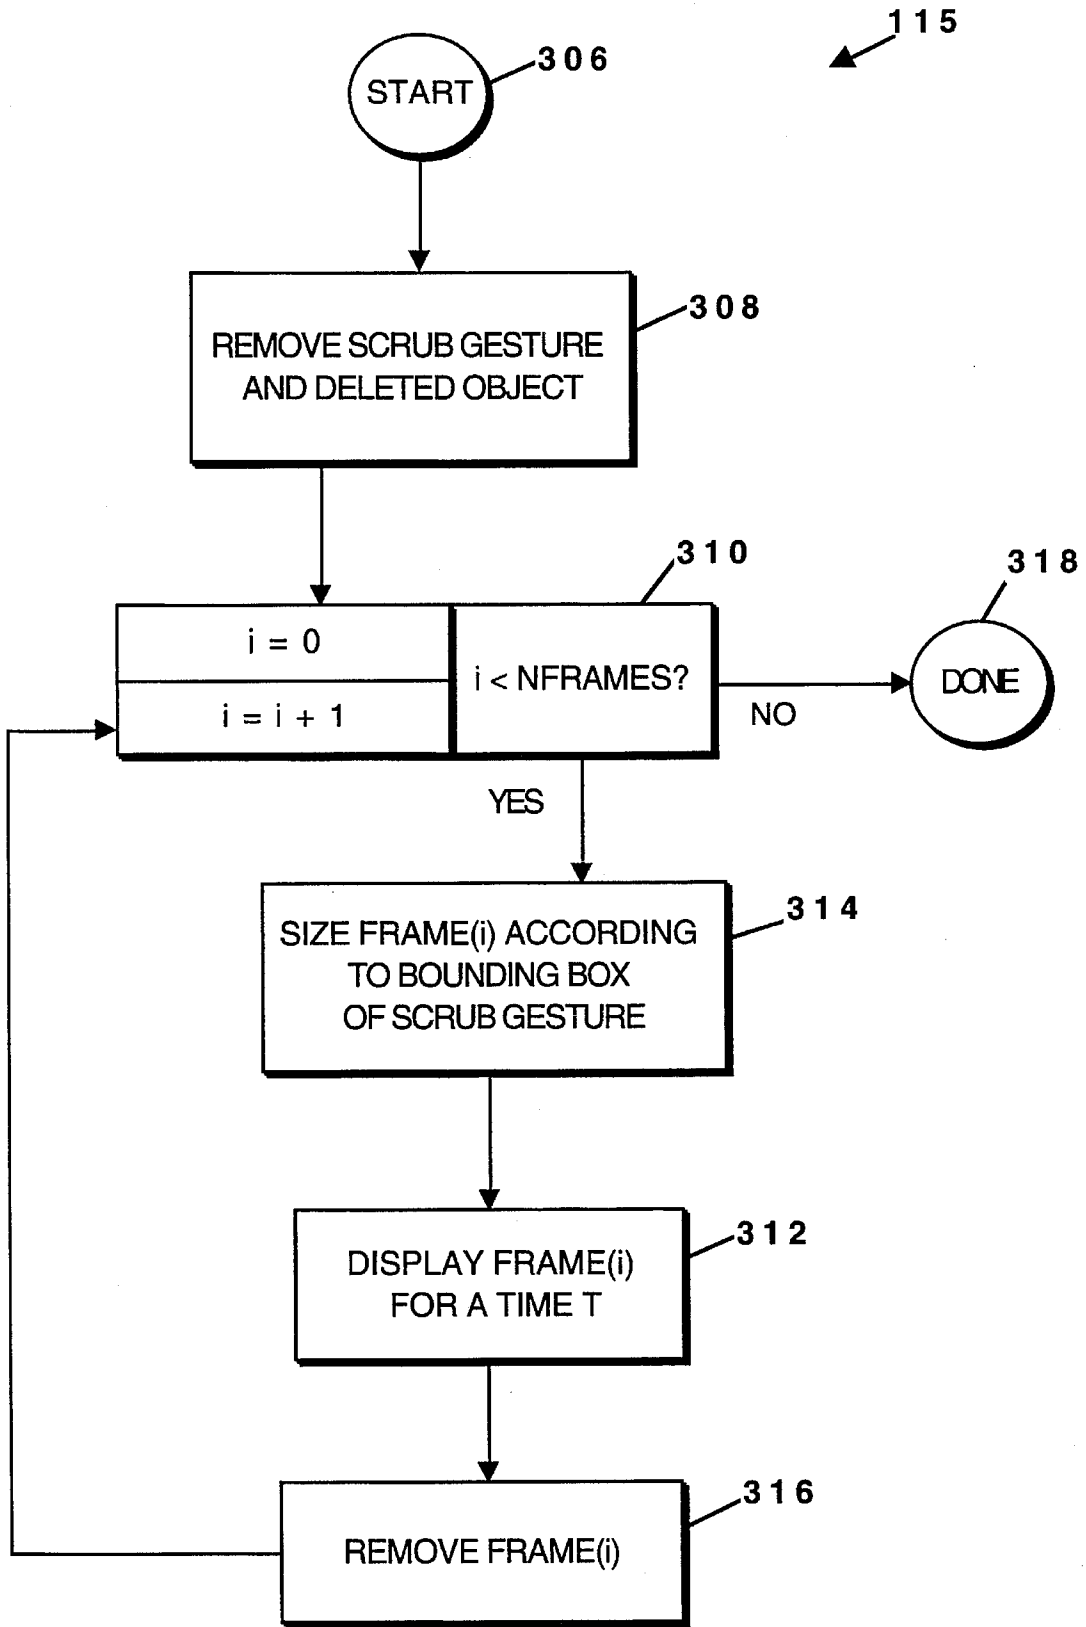 115
306
START
308
REMOVE SCRUB GESTURE
AND DELETED OBJECT
310
318
i = 0
i < NFRAMES?
DONE
i = i + 1
NO
YES
314
SIZE FRAME(i) ACCORDING
TO BOUNDING BOX
OF SCRUB GESTURE
312
DISPLAY FRAME(i)
FOR A TIME T
316
REMOVE FRAME(i)